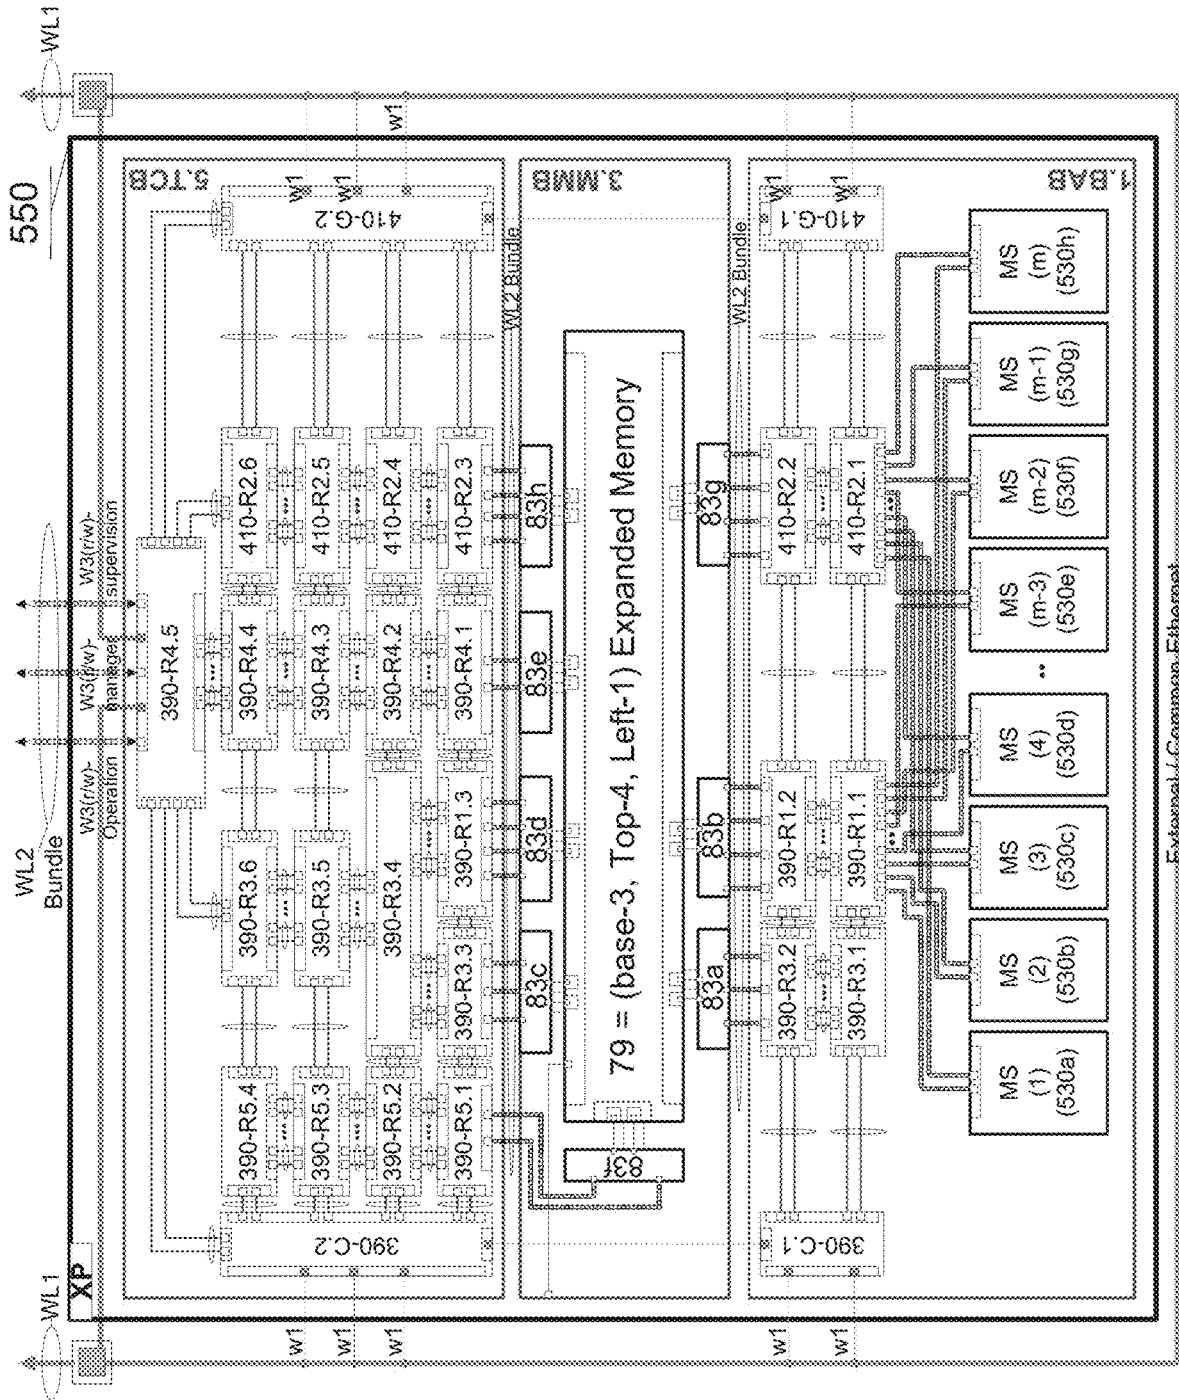 550
WL1
WL1
WL2
Bundle
W3(r/w)-
Operation
W3(r/w)-
manager
W3(r/w)-
supervision
XP
5.TCB
390-R4.5
390-R5.4
390-R3.6
390-R4.4
410-R2.6
390-R5.3
390-R3.5
390-R4.3
410-R2.5
390-R5.2
390-R3.4
390-R4.2
410-R2.4
390-R5.1
390-R3.3
390-R1.3
390-R4.1
410-R2.3
390-C.2
410-G.2
w1
w1
w1
w1
w1
w1
w1
WL2 Bundle
3.MMB
83c
83d
83e
83h
83f
79 = (base-3, Top-4, Left-1) Expanded Memory
83a
83b
83g
WL2 Bundle
1.BAB
390-C.1
390-R3.2
390-R1.2
410-R2.2
390-R3.1
390-R1.1
410-R2.1
410-G.1
w1
w1
w1
w1
MS
(1)
(530a)
MS
(2)
(530b)
MS
(3)
(530c)
MS
(4)
(530d)
MS
(m-3)
(530e)
MS
(m-2)
(530f)
MS
(m-1)
(530g)
MS
(m)
(530h)
External / Common Ethernet